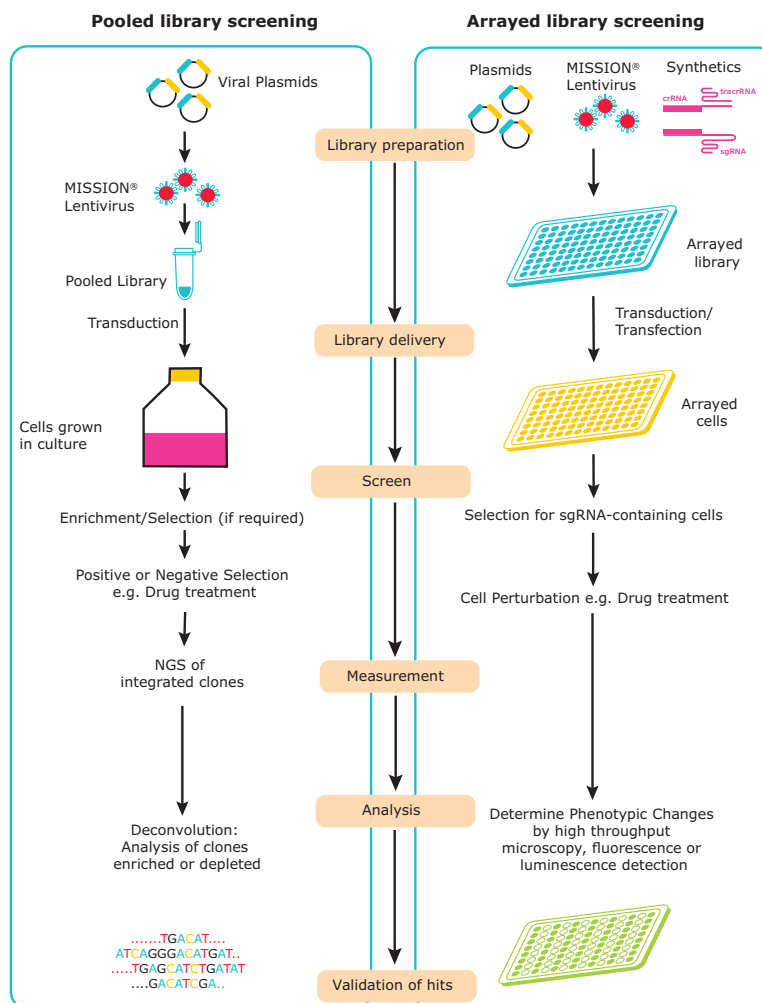 Pooled library screening
Viral Plasmids
MISSION®
Lentivirus
Pooled Library
Transduction
Cells grown
in culture
Enrichment/Selection (if required)
Positive or Negative Selection
e.g. Drug treatment
NGS of
integrated clones
Deconvolution:
Analysis of clones
enriched or depleted
.......TGACAT....
ATCAGGGACATGAT..
.....TGAGCATCTGATAT
....GACATCGA..
Library preparation
Library delivery
Screen
Measurement
Analysis
Validation of hits
Arrayed library screening
Plasmids
MISSION®
Lentivirus
Synthetics
crRNA
tracrRNA
sgRNA
Arrayed
library
Transduction/
Transfection
Arrayed
cells
Selection for sgRNA-containing cells
Cell Perturbation e.g. Drug treatment
Determine Phenotypic Changes
by high throughput
microscopy, fluorescence or
luminescence detection